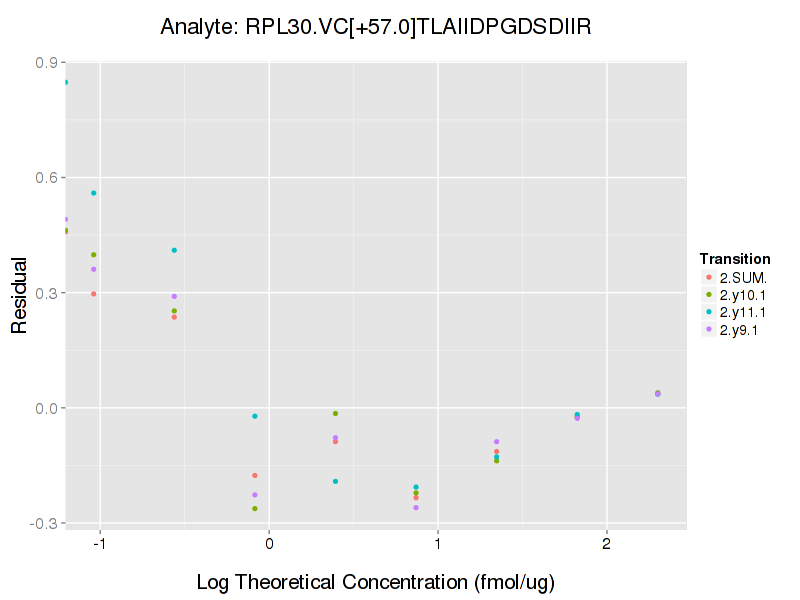 Analyte: RPL30.VC[+57.0]TLAIIDPGDSDIIR
0.9
0.6
0.3
0.0
-0.3
Residual
-1
0
1
2
Log Theoretical Concentration (fmol/ug)
Transition
2.SUM.
2.y10.1
2.y11.1
2.y9.1